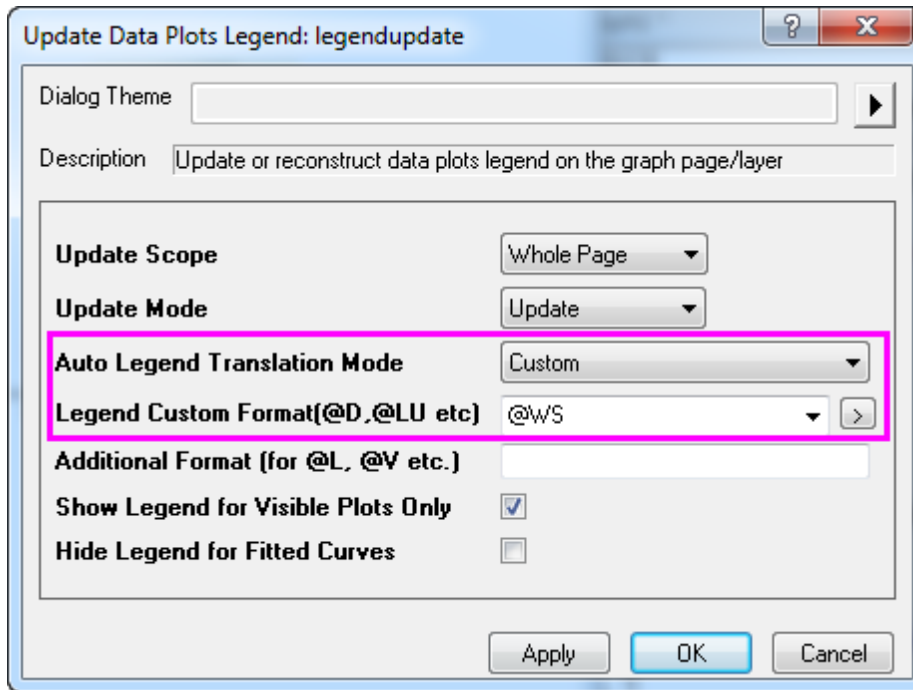 Update Data Plots Legend: legendupdate
Dialog Theme
Description Update or reconstruct data plots legend on the graph page/layer
Update Scope Whole Page
Update Mode Update
Auto Legend Translation Mode Custom
Legend Custom Format(@D,@LU etc) @WS >
Additional Format (for @L, @V etc.)
Show Legend for Visible Plots Only
Hide Legend for Fitted Curves
Apply OK Cancel